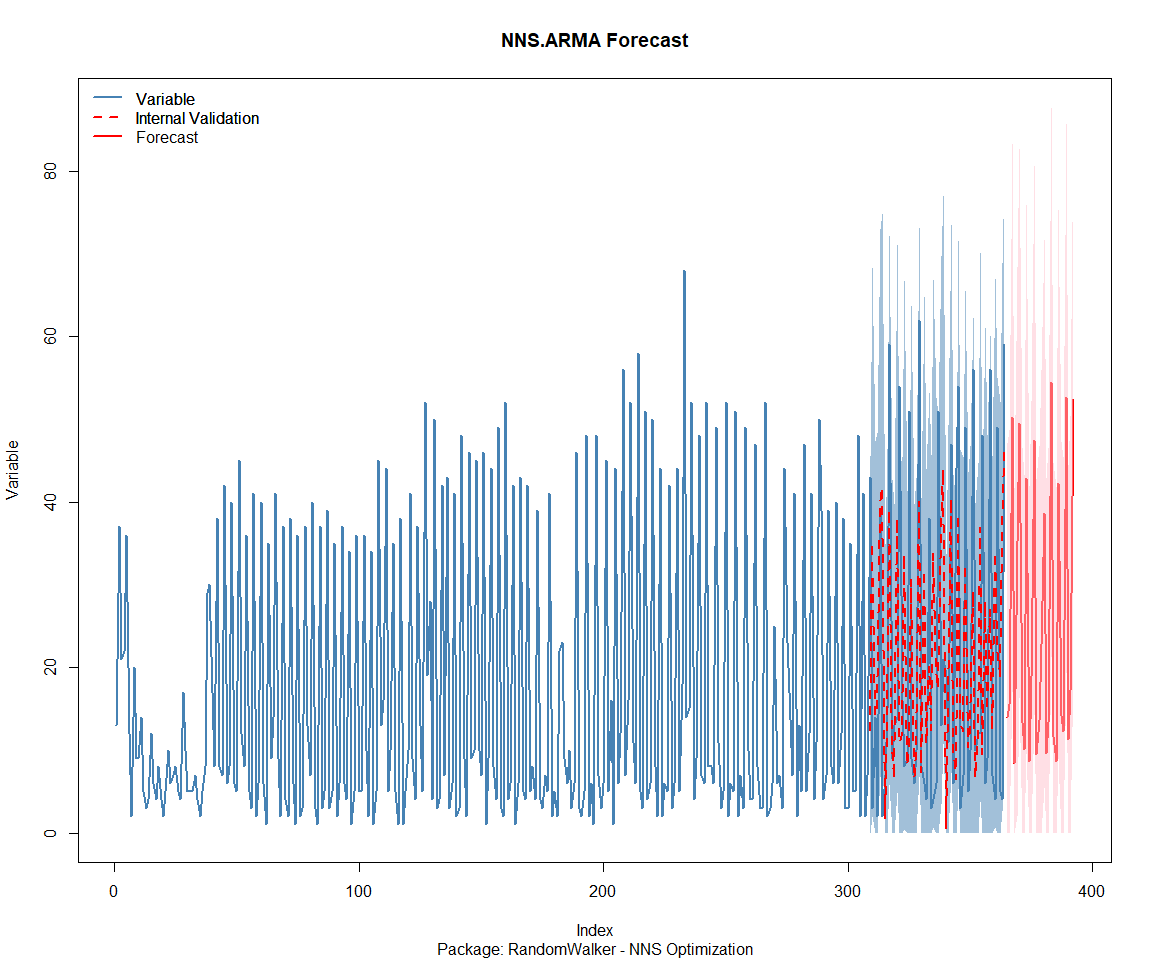 NNS.ARMA Forecast
Variable
Internal Validation
Forecast
Variable
80
60
40
20
0
0 100 200 300 400
Index
Package: RandomWalker - NNS Optimization